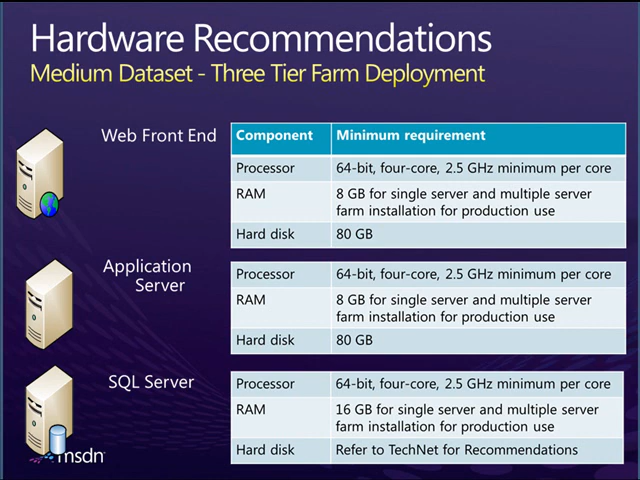 Hardware Recommendations
Medium Dataset - Three Tier Farm Deployment
Web Front End
Component Minimum requirement
Processor 64-bit, four-core, 2.5 GHz minimum per core
RAM 8 GB for single server and multiple server
farm installation for production use
Hard disk 80 GB
Application
Server
Processor 64-bit, four-core, 2.5 GHz minimum per core
RAM 8 GB for single server and multiple server
farm installation for production use
Hard disk 80 GB
SQL Server
Processor 64-bit, four-core, 2.5 GHz minimum per core
RAM 16 GB for single server and multiple server
farm installation for production use
Hard disk Refer to TechNet for Recommendations
msdn